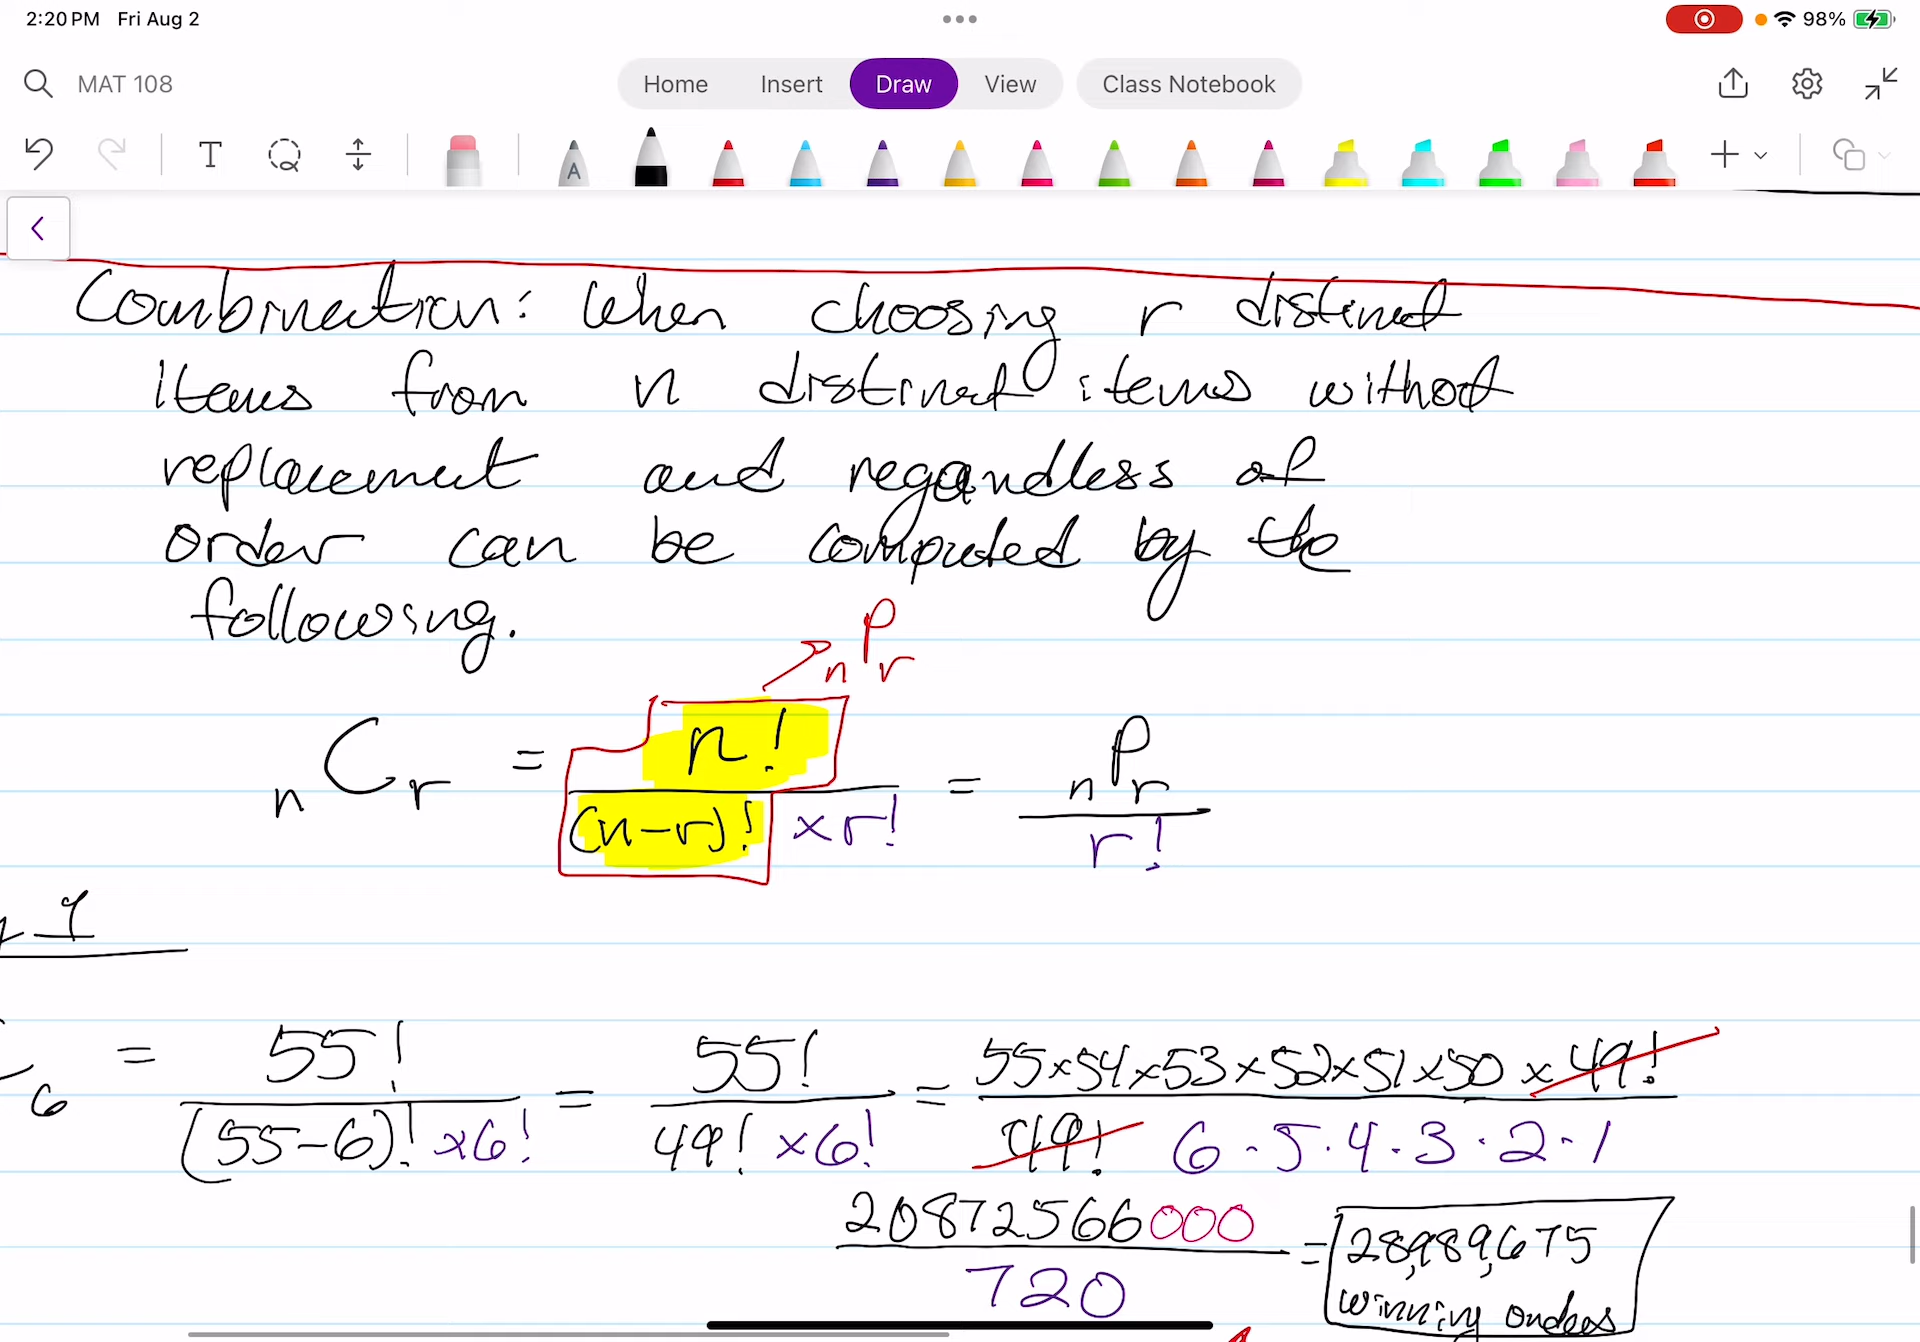 2:20 PM Fri Aug 2 98%
MAT 108 Home Insert Draw View Class Notebook
T A
Combination: When choosing r distinct
items from n distinct items without
replacement and regardless of
order can be computed by the
following.
nPr
nCr = n! / (n-r)! × r! = nPr / r!
1
6 = 55! / (55-6)! × 6! = 55! / 49! × 6! = 55×54×53×52×51×50×49! / 49! 6·5·4·3·2·1
20872566000 / 720 = 28,989,675
winning orders